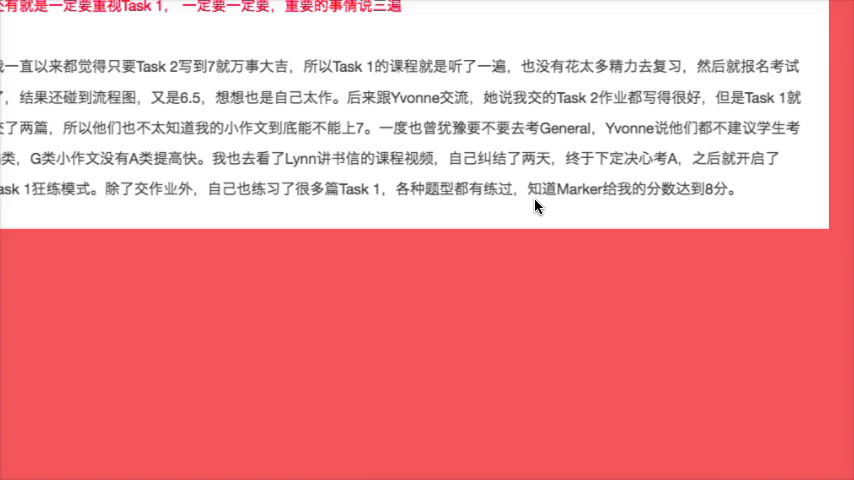 还有就是一定要重视Task 1， 一定要一定要，重要的事情说三遍
我一直以来都觉得只要Task 2写到7就万事大吉，所以Task 1的课程就是听了一遍，也没有花太多精力去复习，然后就报名考试
了，结果还碰到流程图，又是6.5，想想也是自己太作。后来跟Yvonne交流，她说我交的Task 2作业都写得很好，但是Task 1就
交了两篇，所以他们也不太知道我的小作文到底能不能上7。一度也曾犹豫要不要去考General，Yvonne说他们都不建议学生考
类，G类小作文没有A类提高快。我也去看了Lynn讲书信的课程视频，自己纠结了两天，终于下定决心考A，之后就开启了
ask 1狂练模式。除了交作业外，自己也练习了很多篇Task 1，各种题型都有练过，知道Marker给我的分数达到8分。